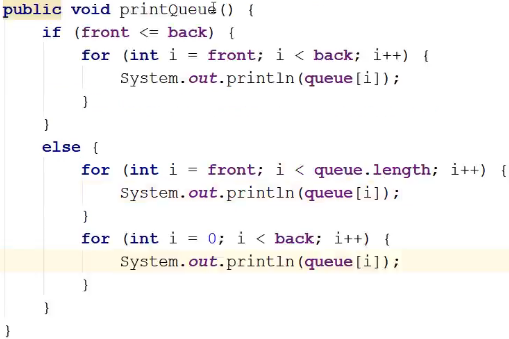 public void printQueue() {
    if (front <= back) {
        for (int i = front; i < back; i++) {
            System.out.println(queue[i]);
        }
    }
    else {
        for (int i = front; i < queue.length; i++) {
            System.out.println(queue[i]);
        }
        for (int i = 0; i < back; i++) {
            System.out.println(queue[i]);
        }
    }
}